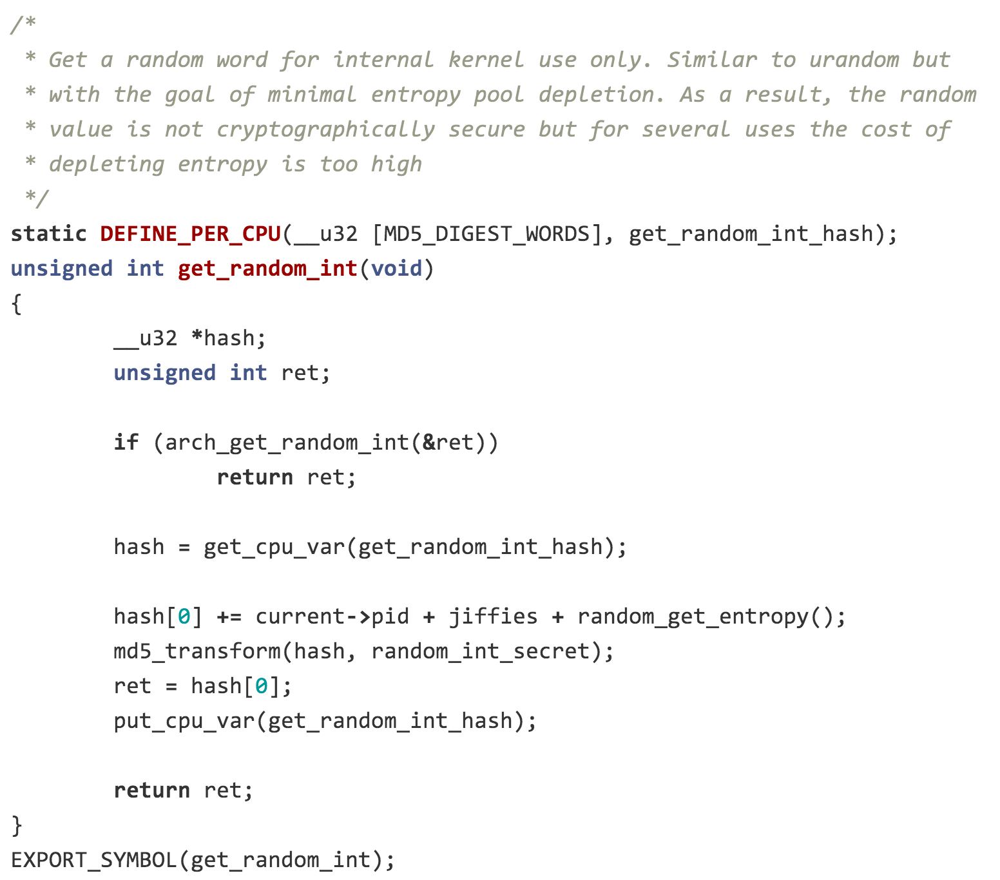 /*
 * Get a random word for internal kernel use only. Similar to urandom but
 * with the goal of minimal entropy pool depletion. As a result, the random
 * value is not cryptographically secure but for several uses the cost of
 * depleting entropy is too high
 */
static DEFINE_PER_CPU(__u32 [MD5_DIGEST_WORDS], get_random_int_hash);
unsigned int get_random_int(void)
{
        __u32 *hash;
        unsigned int ret;

        if (arch_get_random_int(&ret))
                return ret;

        hash = get_cpu_var(get_random_int_hash);

        hash[0] += current->pid + jiffies + random_get_entropy();
        md5_transform(hash, random_int_secret);
        ret = hash[0];
        put_cpu_var(get_random_int_hash);

        return ret;
}
EXPORT_SYMBOL(get_random_int);